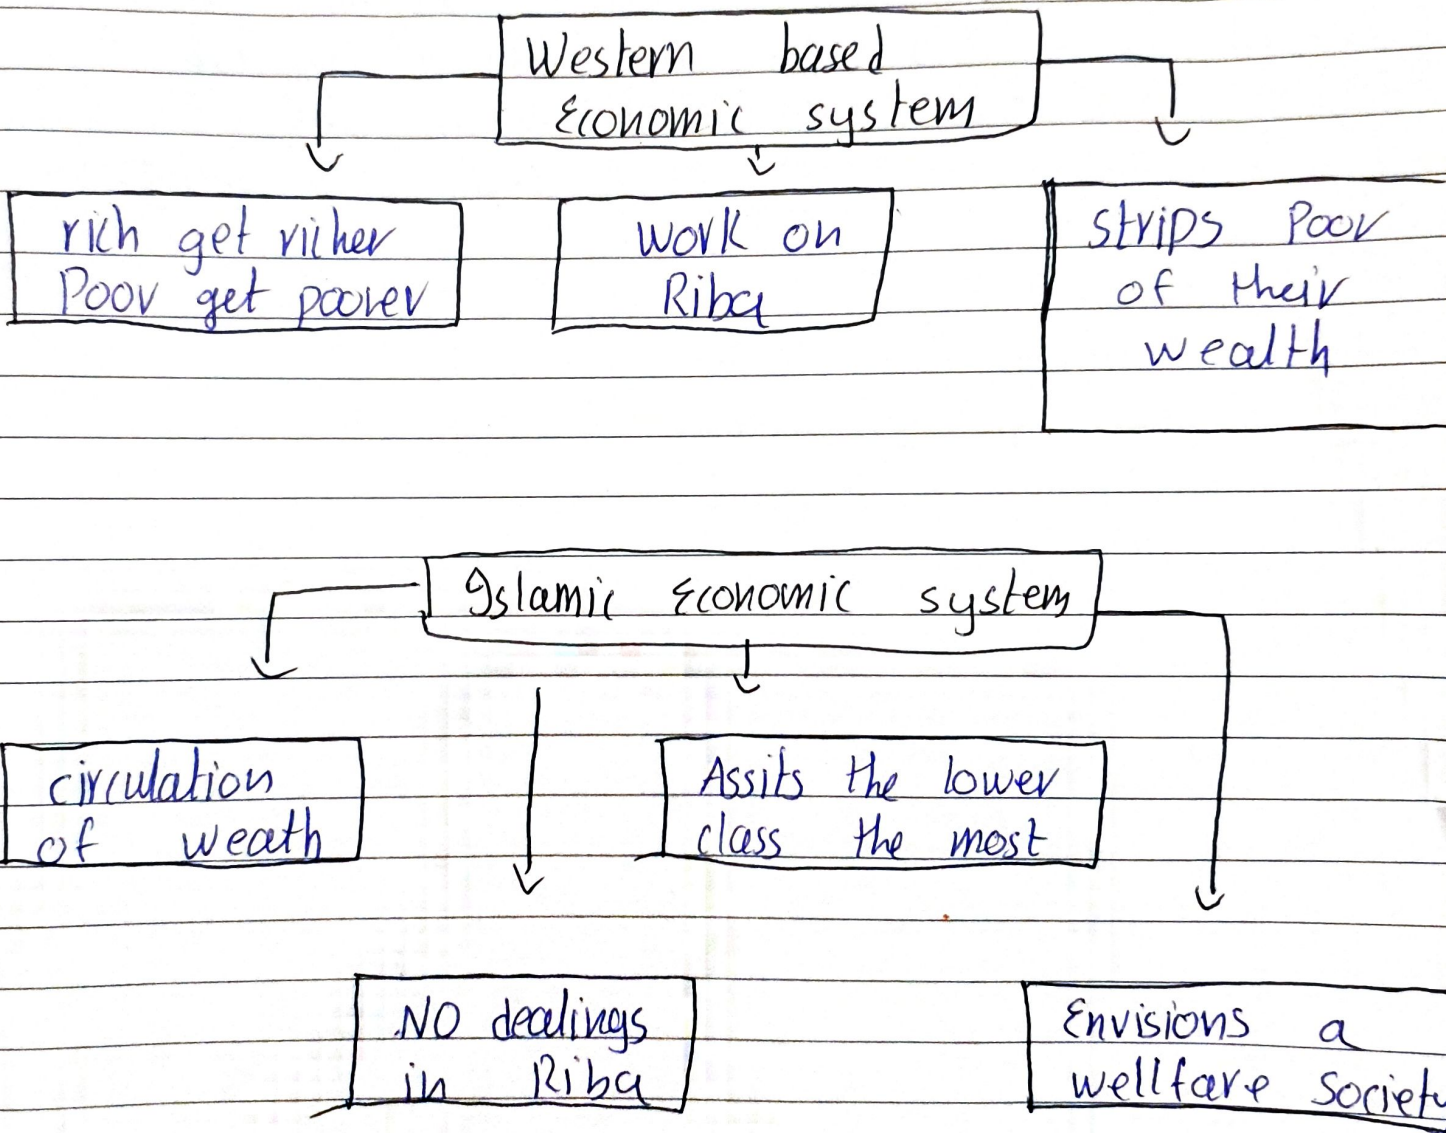 Western based
Economic system
rich get richer
Poor get poorer
work on
Riba
strips Poor
of their
wealth
Islamic Economic system
circulation
of weath
Assits the lower
class the most
NO dealings
in Riba
Envisions a
wellfare society